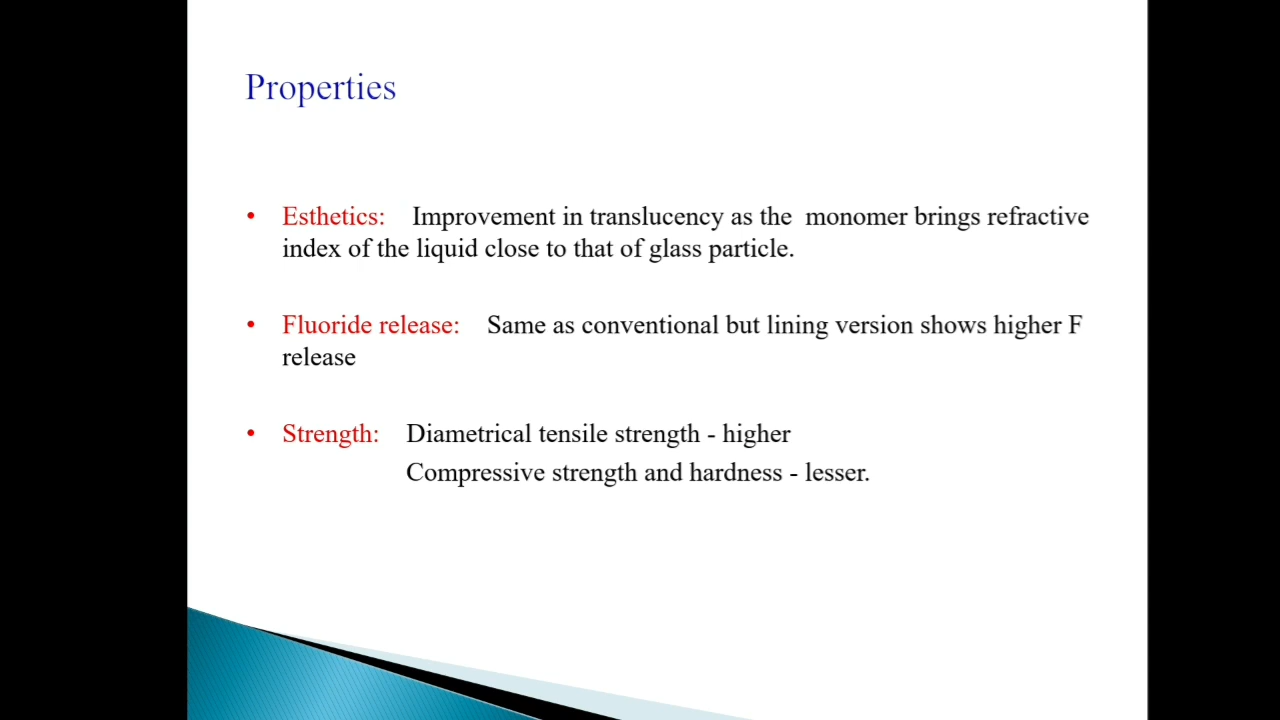 Properties
• Esthetics: Improvement in translucency as the monomer brings refractive
index of the liquid close to that of glass particle.
• Fluoride release: Same as conventional but lining version shows higher F
release
• Strength: Diametrical tensile strength - higher
Compressive strength and hardness - lesser.